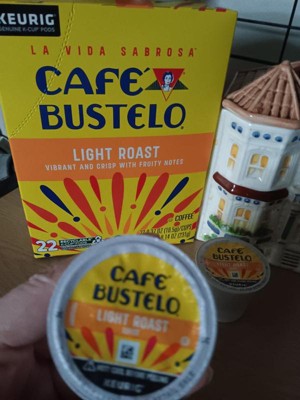 KEURIG
GENUINE K-CUP PODS
LA VIDA SABROSA
CAFÉ
BUSTELO
LIGHT ROAST
VIBRANT AND CRISP WITH FRUITY NOTES
COFFEE
22
CAFÉ
BUSTELO
LIGHT ROAST
CAFÉ
BUSTELO
LIGHT ROAST